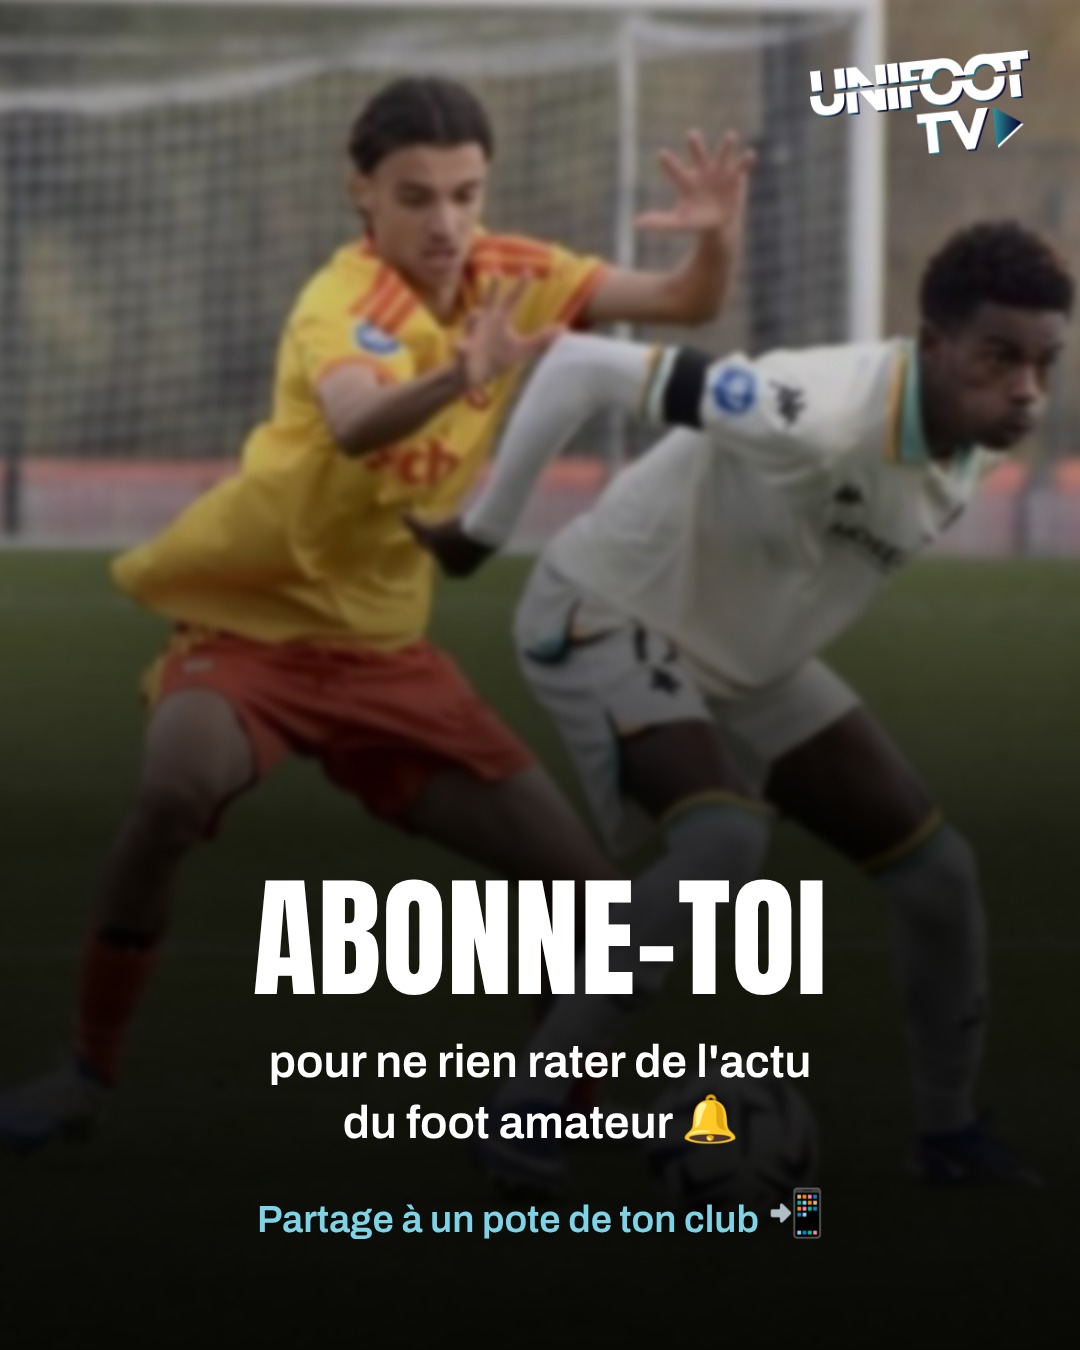 UNIFOOT
TV
ABONNE-TOI
pour ne rien rater de l'actu
du foot amateur 🔔
Partage à un pote de ton club 📲